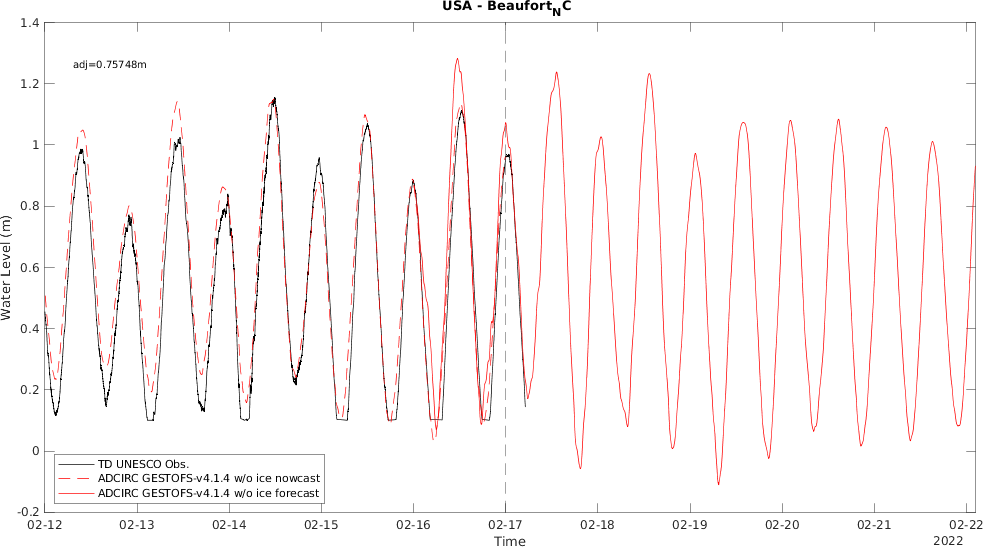 USA - Beaufort_NC
1.4
1.2
1
0.8
0.6
0.4
0.2
0
-0.2
Water Level (m)
adj=0.75748m
TD UNESCO Obs.
ADCIRC GESTOFS-v4.1.4 w/o ice nowcast
ADCIRC GESTOFS-v4.1.4 w/o ice forecast
02-12 02-13 02-14 02-15 02-16 02-17 02-18 02-19 02-20 02-21 02-22
Time
2022